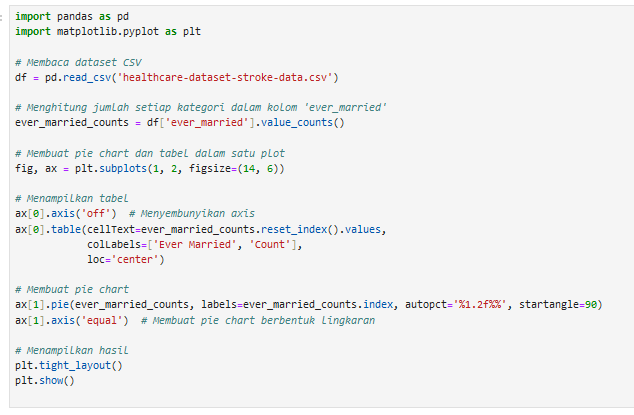 import pandas as pd
import matplotlib.pyplot as plt
# Membaca dataset CSV
df = pd.read_csv('healthcare-dataset-stroke-data.csv')
# Menghitung jumlah setiap kategori dalam kolom 'ever_married'
ever_married_counts = df['ever_married'].value_counts()
# Membuat pie chart dan tabel dalam satu plot
fig, ax = plt.subplots(1, 2, figsize=(14, 6))
# Menampilkan tabel
ax[0].axis('off')  # Menyembunyikan axis
ax[0].table(cellText=ever_married_counts.reset_index().values,
            colLabels=['Ever Married', 'Count'],
            loc='center')
# Membuat pie chart
ax[1].pie(ever_married_counts, labels=ever_married_counts.index, autopct='%1.2f%%', startangle=90)
ax[1].axis('equal')  # Membuat pie chart berbentuk lingkaran
# Menampilkan hasil
plt.tight_layout()
plt.show()